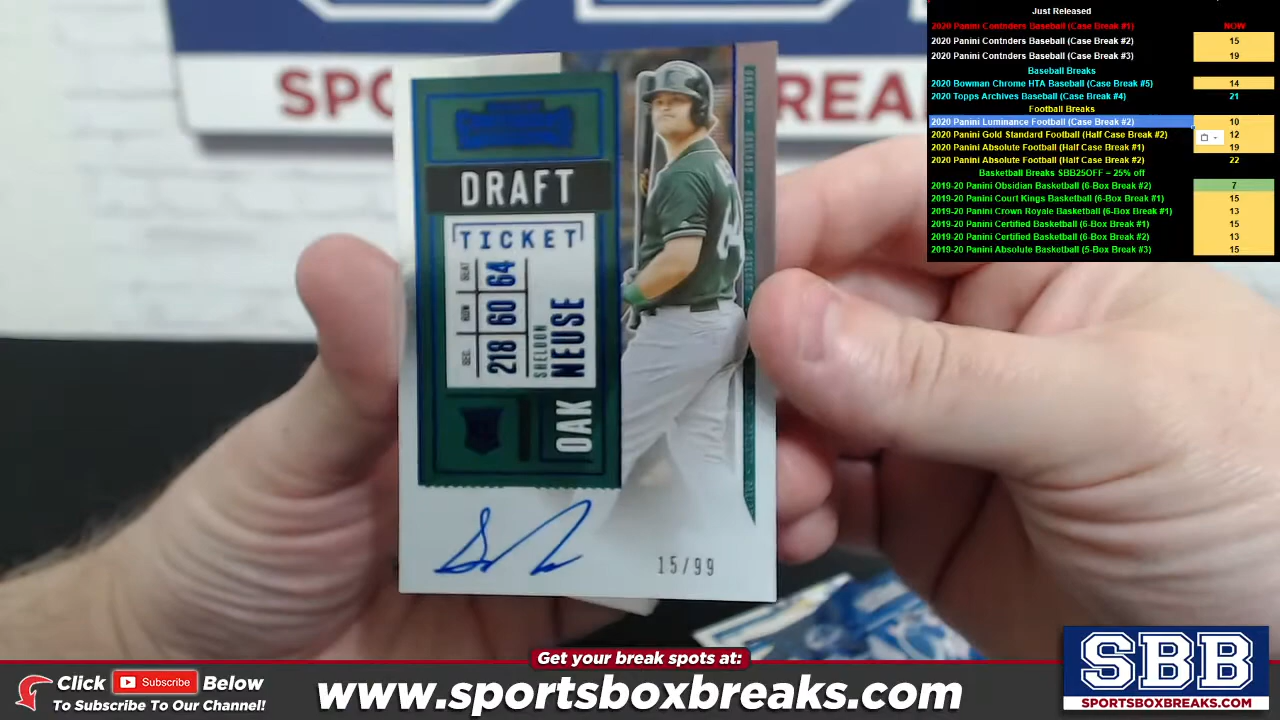 Just Released
2020 Panini Contnders Baseball (Case Break #1) NOW
2020 Panini Contnders Baseball (Case Break #2) 15
2020 Panini Contnders Baseball (Case Break #3) 19
Baseball Breaks
2020 Bowman Chrome HTA Baseball (Case Break #5) 14
2020 Topps Archives Baseball (Case Break #4) 21
Football Breaks
2020 Panini Luminance Football (Case Break #2) 10
2020 Panini Gold Standard Football (Half Case Break #2) 12
2020 Panini Absolute Football (Half Case Break #1) 19
2020 Panini Absolute Football (Half Case Break #2) 22
Basketball Breaks SBB25OFF = 25% off
2019-20 Panini Obsidian Basketball (6-Box Break #2) 7
2019-20 Panini Court Kings Basketball (6-Box Break #1) 15
2019-20 Panini Crown Royale Basketball (6-Box Break #1) 13
2019-20 Panini Certified Basketball (6-Box Break #1) 15
2019-20 Panini Certified Basketball (6-Box Break #2) 13
2019-20 Panini Absolute Basketball (5-Box Break #3) 15
DRAFT
TICKET
SEC. ROW SEAT
218 60 64
SHELDON
NEUSE
OAK
15/99
Get your break spots at:
www.sportsboxbreaks.com
Click Subscribe Below
To Subscribe To Our Channel!
SBB
SPORTSBOXBREAKS.COM